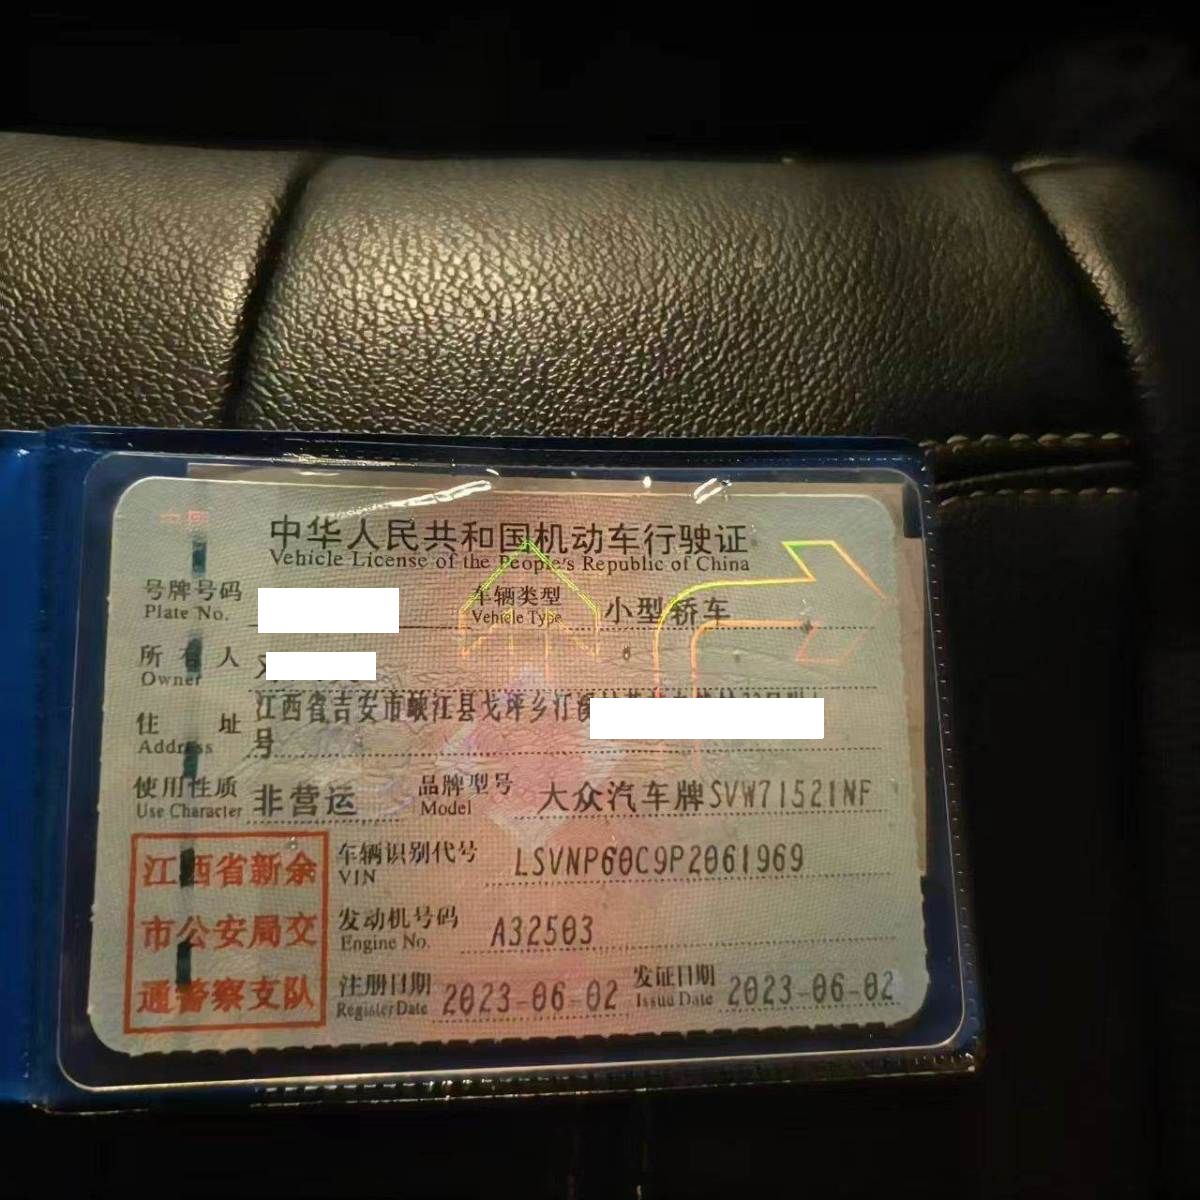 中华人民共和国机动车行驶证
Vehicle License of the People's Republic of China
号牌号码
Plate No.
车辆类型 小型轿车
Vehicle Type
所有人
Owner
住址 江西省吉安市峡江县戈坪乡江
Address 号
使用性质 非营运
Use Character
品牌型号 大众汽车牌SVW71521NF
Model
江西省新余
市公安局交
通警察支队
车辆识别代号 LSVNP60C9P2061969
VIN
发动机号码 A32503
Engine No.
注册日期 2023-06-02
Register Date
发证日期 2023-06-02
Issue Date